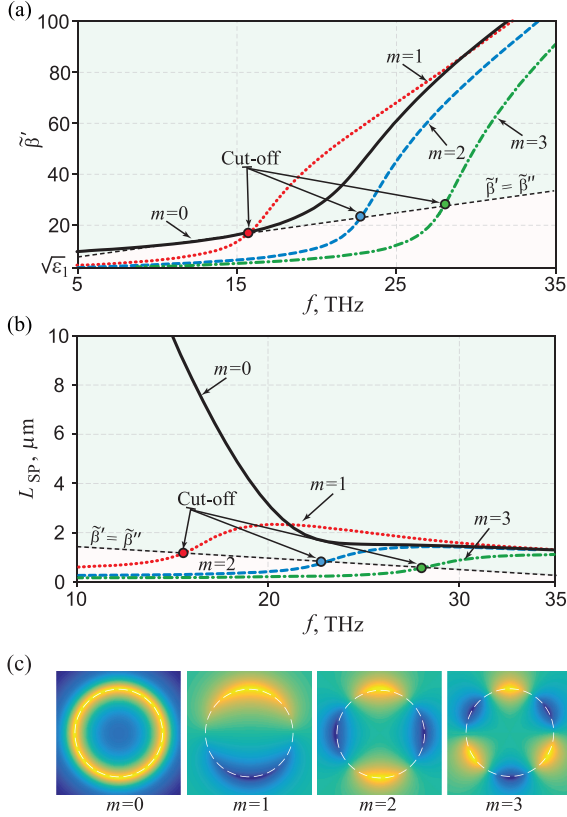 (a)
100
80
60
40
20
√ε₁
β̃′
m=1
m=2
m=3
Cut-off
β̃′ = β̃″
m=0
5
15
25
35
f, THz
(b)
10
8
6
4
2
0
L SP, μm
m=0
Cut-off
m=1
β̃′ = β̃″
m=2
m=3
10
20
30
35
f, THz
(c)
m=0 m=1 m=2 m=3